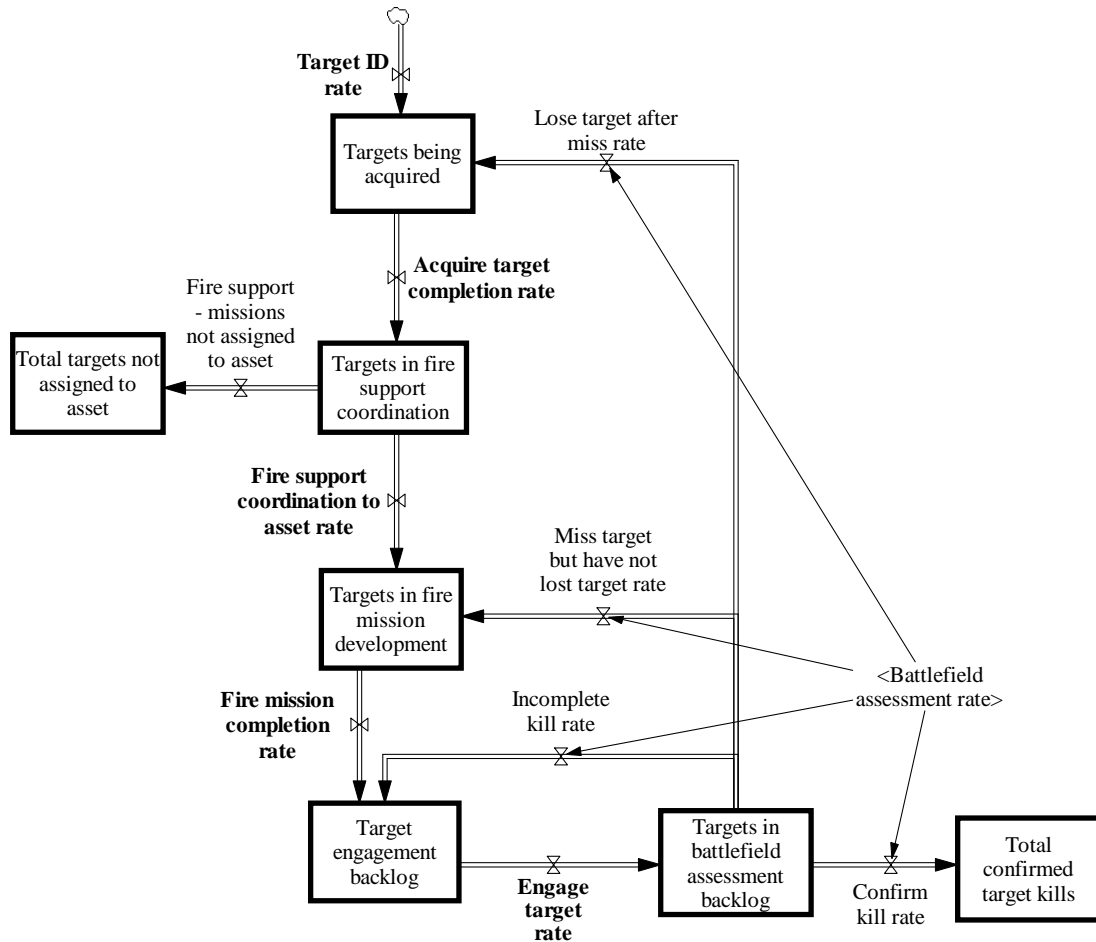 Target ID
rate
Lose target after
miss rate
Targets being
acquired
Acquire target
completion rate
Fire support
- missions
not assigned
to asset
Total targets not
assigned to
asset
Targets in fire
support
coordination
Fire support
coordination to
asset rate
Miss target
but have not
lost target rate
Targets in fire
mission
development
<Battlefield
assessment rate>
Fire mission
completion
rate
Incomplete
kill rate
Target
engagement
backlog
Engage
target
rate
Targets in
battlefield
assessment
backlog
Confirm
kill rate
Total
confirmed
target kills